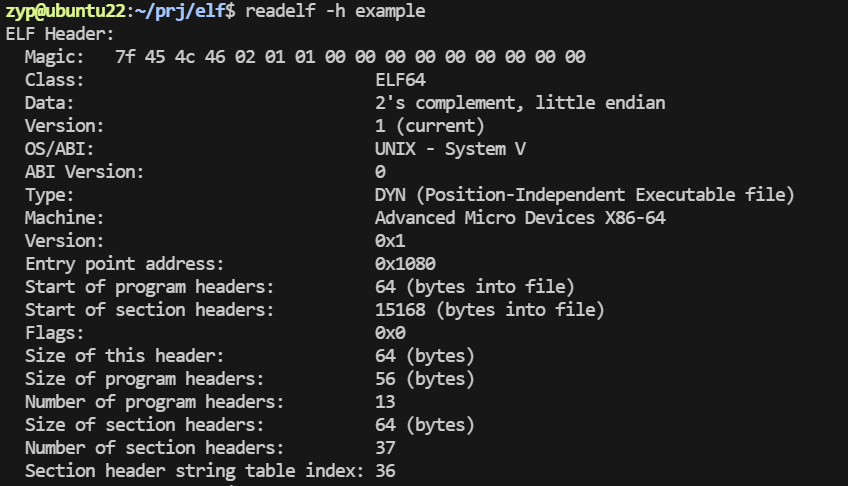 zyp@ubuntu22:~/prj/elf$ readelf -h example
ELF Header:
  Magic:   7f 45 4c 46 02 01 01 00 00 00 00 00 00 00 00 00
  Class:                             ELF64
  Data:                              2's complement, little endian
  Version:                           1 (current)
  OS/ABI:                            UNIX - System V
  ABI Version:                       0
  Type:                              DYN (Position-Independent Executable file)
  Machine:                           Advanced Micro Devices X86-64
  Version:                           0x1
  Entry point address:               0x1080
  Start of program headers:          64 (bytes into file)
  Start of section headers:          15168 (bytes into file)
  Flags:                             0x0
  Size of this header:               64 (bytes)
  Size of program headers:           56 (bytes)
  Number of program headers:         13
  Size of section headers:           64 (bytes)
  Number of section headers:         37
  Section header string table index: 36